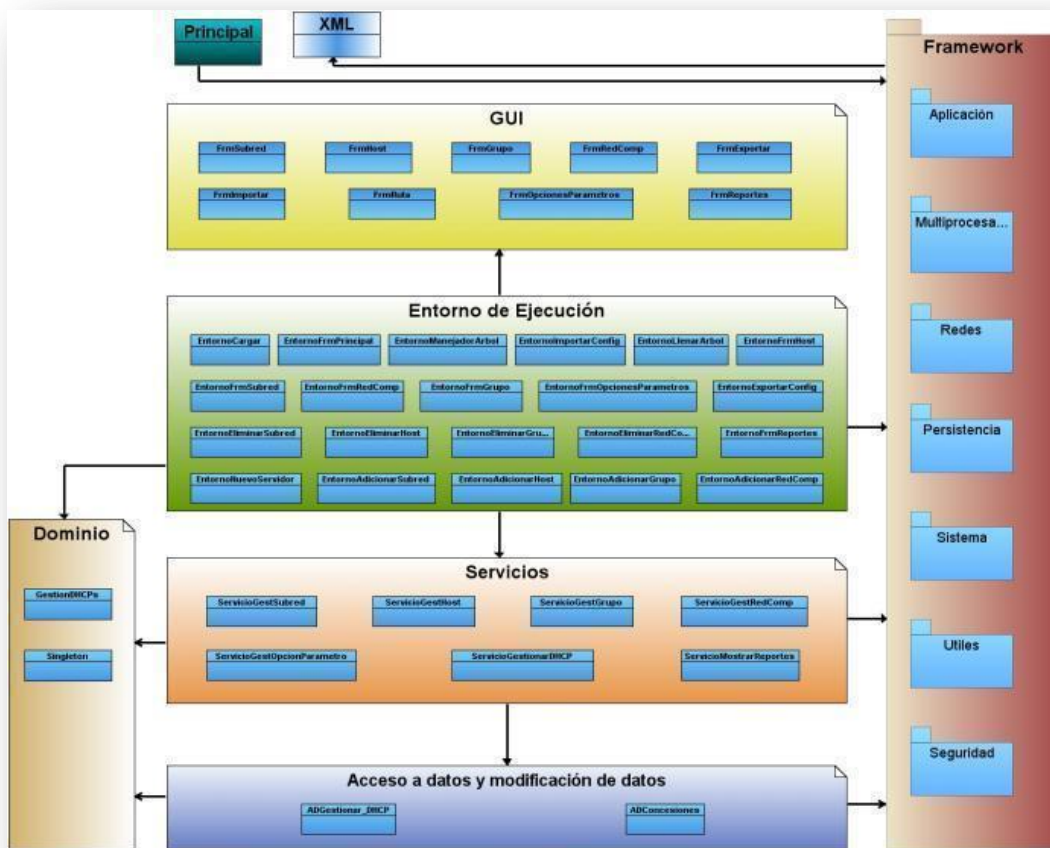 Principal
XML
Framework
GUI
FrmSubred
FrmHost
FrmGrupo
FrmRedComp
FrmExportar
FrmImportar
FrmRuta
FrmOpcionesParametros
FrmReportes
Entorno de Ejecución
EntornoCargar
EntornoFrmPrincipal
EntornoManejadorArbol
EntornoImportarConfig
EntornoLlenarArbol
EntornoFrmHost
EntornoFrmSubred
EntornoFrmRedComp
EntornoFrmGrupo
EntornoFrmOpcionesParametros
EntornoExportarConfig
EntornoEliminarSubred
EntornoEliminarHost
EntornoEliminarGru...
EntornoEliminarRedCo...
EntornoFrmReportes
EntornoNuevoServidor
EntornoAdicionarSubred
EntornoAdicionarHost
EntornoAdicionarGrupo
EntornoAdicionarRedComp
Dominio
GestionDHCPs
Singleton
Servicios
ServicioGestSubred
ServicioGestHost
ServicioGestGrupo
ServicioGestRedComp
ServicioGestOpcionParametro
ServicioGestionarDHCP
ServicioMostrarReportes
Acceso a datos y modificación de datos
ADGestionar_DHCP
ADConcesiones
Aplicación
Multiprocesa...
Redes
Persistencia
Sistema
Utiles
Seguridad